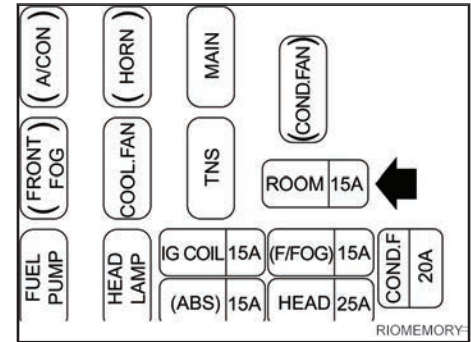 (A/CON)
(HORN)
MAIN
(COND.FAN)
(FRONT
FOG)
COOL.FAN
TNS
ROOM 15A
FUEL
PUMP
HEAD
LAMP
IG COIL 15A
(F/FOG) 15A
COND.F 20A
(ABS) 15A
HEAD 25A
RIOMEMORY